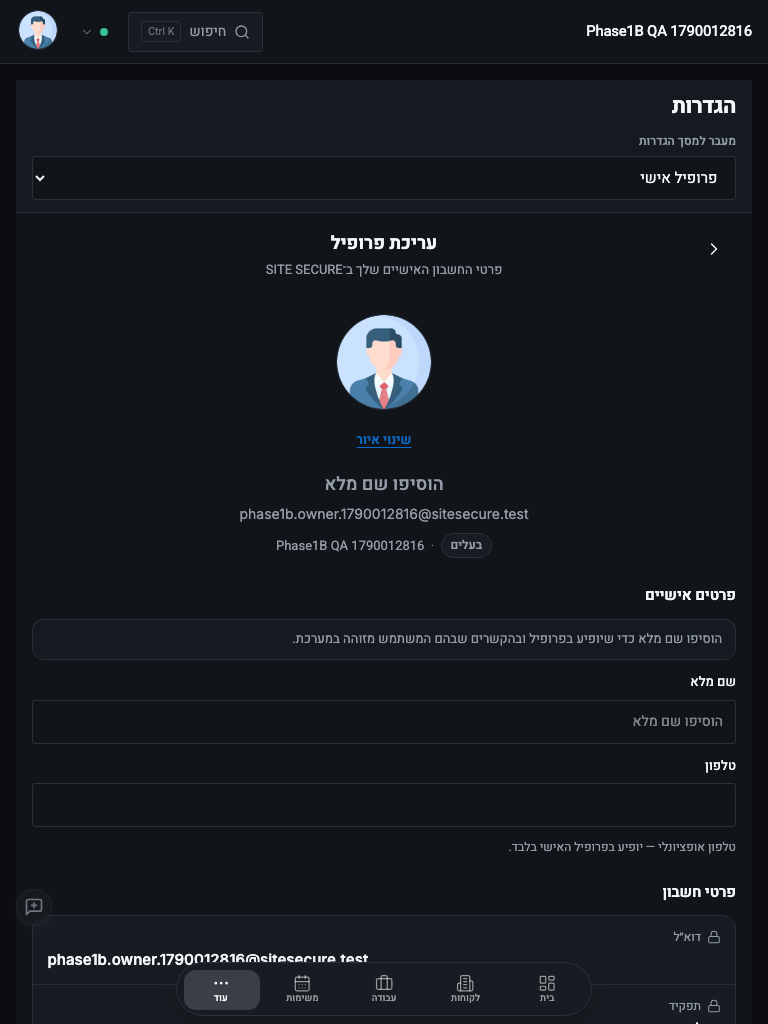 Phase1B QA 1790012816
חיפוש Ctrl K
הגדרות
מעבר למסך הגדרות
פרופיל אישי
עריכת פרופיל
פרטי החשבון האישיים שלך ב־SITE SECURE
שינוי איור
הוסיפו שם מלא
phase1b.owner.1790012816@sitesecure.test
בעלים · Phase1B QA 1790012816
פרטים אישיים
הוסיפו שם מלא כדי שיופיע בפרופיל ובהקשרים שבהם המשתמש מזוהה במערכת.
שם מלא
הוסיפו שם מלא
טלפון
טלפון אופציונלי — יופיע בפרופיל האישי בלבד.
פרטי חשבון
דוא״ל
phase1b.owner.1790012816@sitesecure.test
תפקיד
בית
לקוחות
עבודה
משימות
עוד